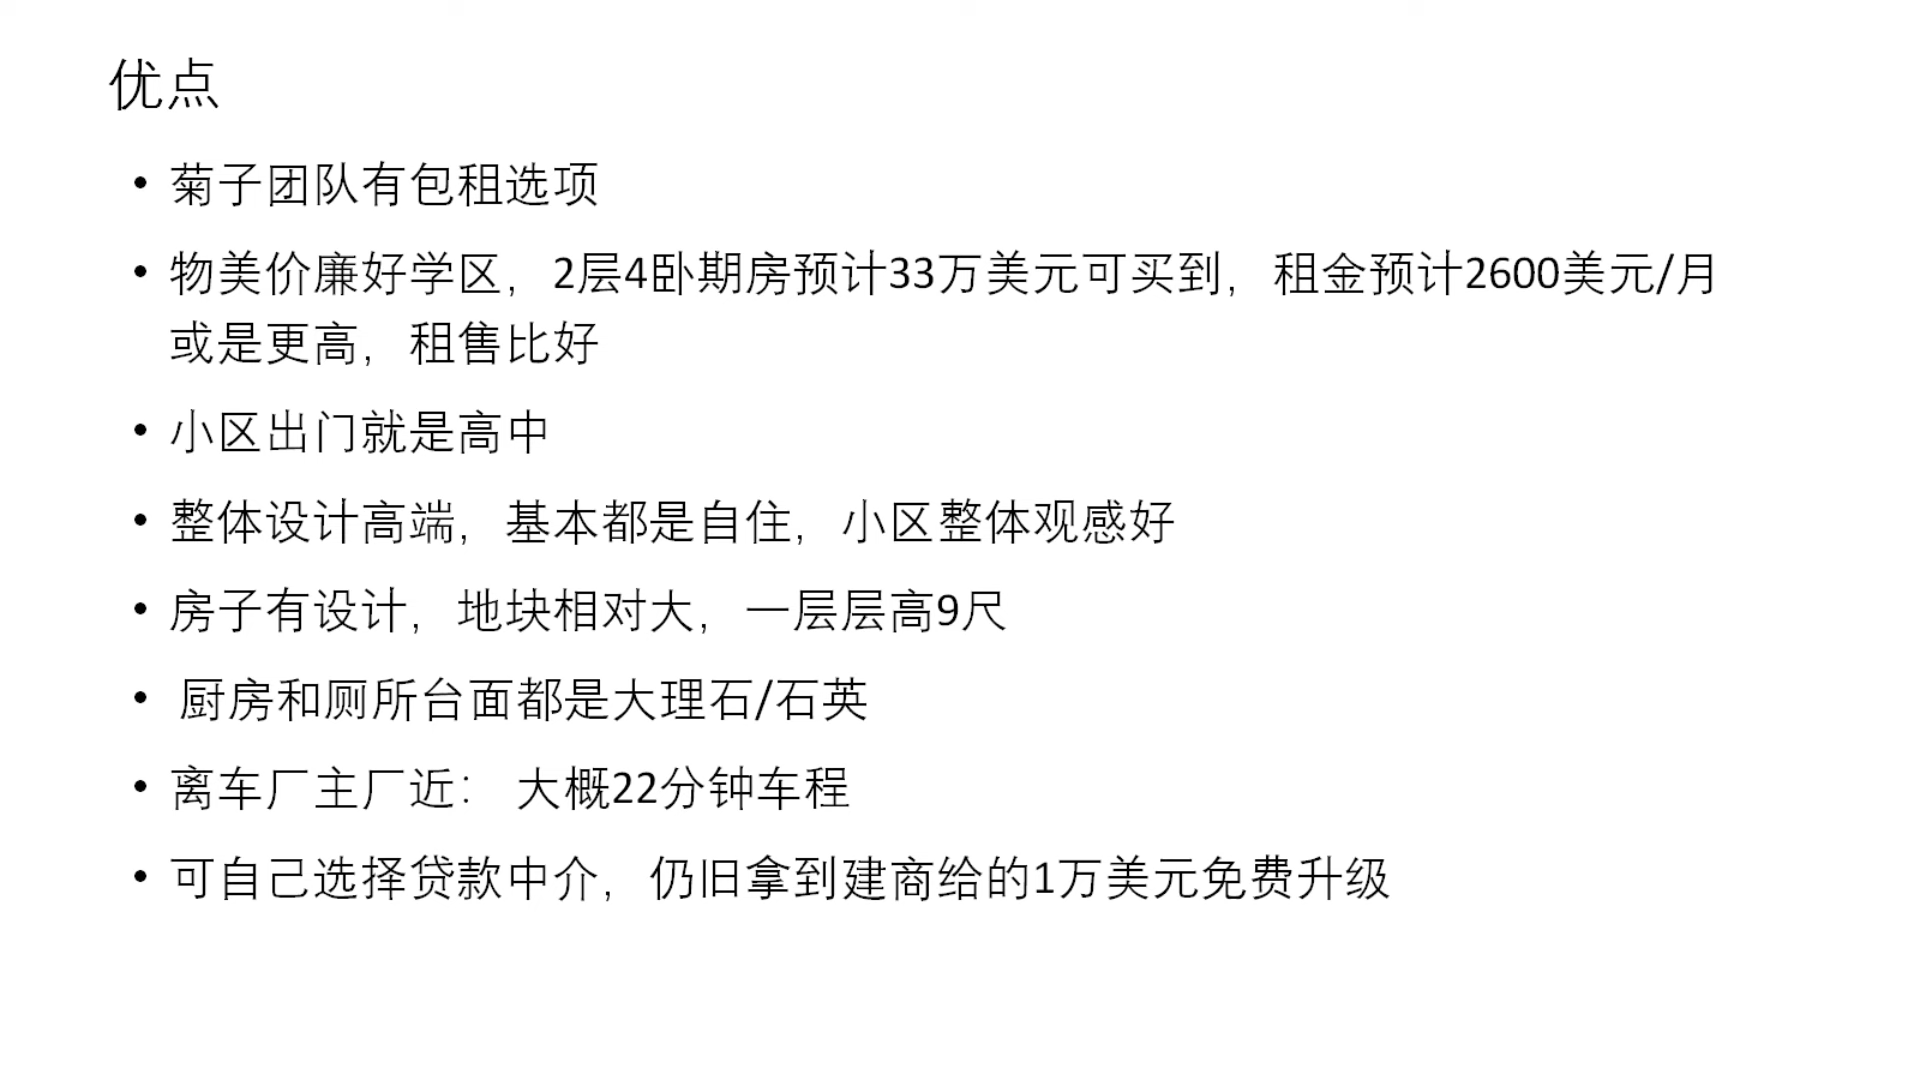 优点
• 菊子团队有包租选项
• 物美价廉好学区，2层4卧期房预计33万美元可买到，租金预计2600美元/月
或是更高，租售比好
• 小区出门就是高中
• 整体设计高端，基本都是自住，小区整体观感好
• 房子有设计，地块相对大，一层层高9尺
• 厨房和厕所台面都是大理石/石英
• 离车厂主厂近： 大概22分钟车程
• 可自己选择贷款中介，仍旧拿到建商给的1万美元免费升级